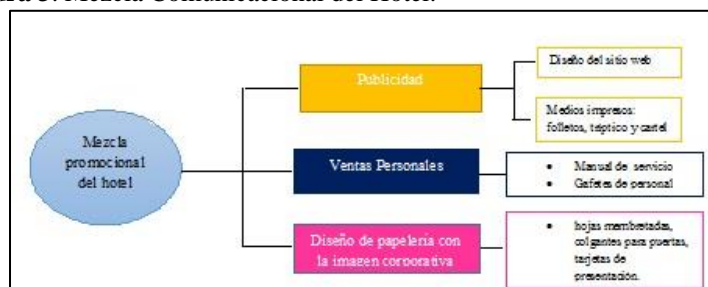 Mezcla Comunicacional del Hotel.
Publicidad
Diseño del sitio web
Medios impresos:
folletos, tríptico y cartel
Mezcla
promocional
del hotel
Ventas Personales
• Manual de servicio
• Gafetes de personal
Diseño de papelería con
la imagen corporativa
• hojas membretadas,
colgantes para puertas,
tarjetas de
presentación.